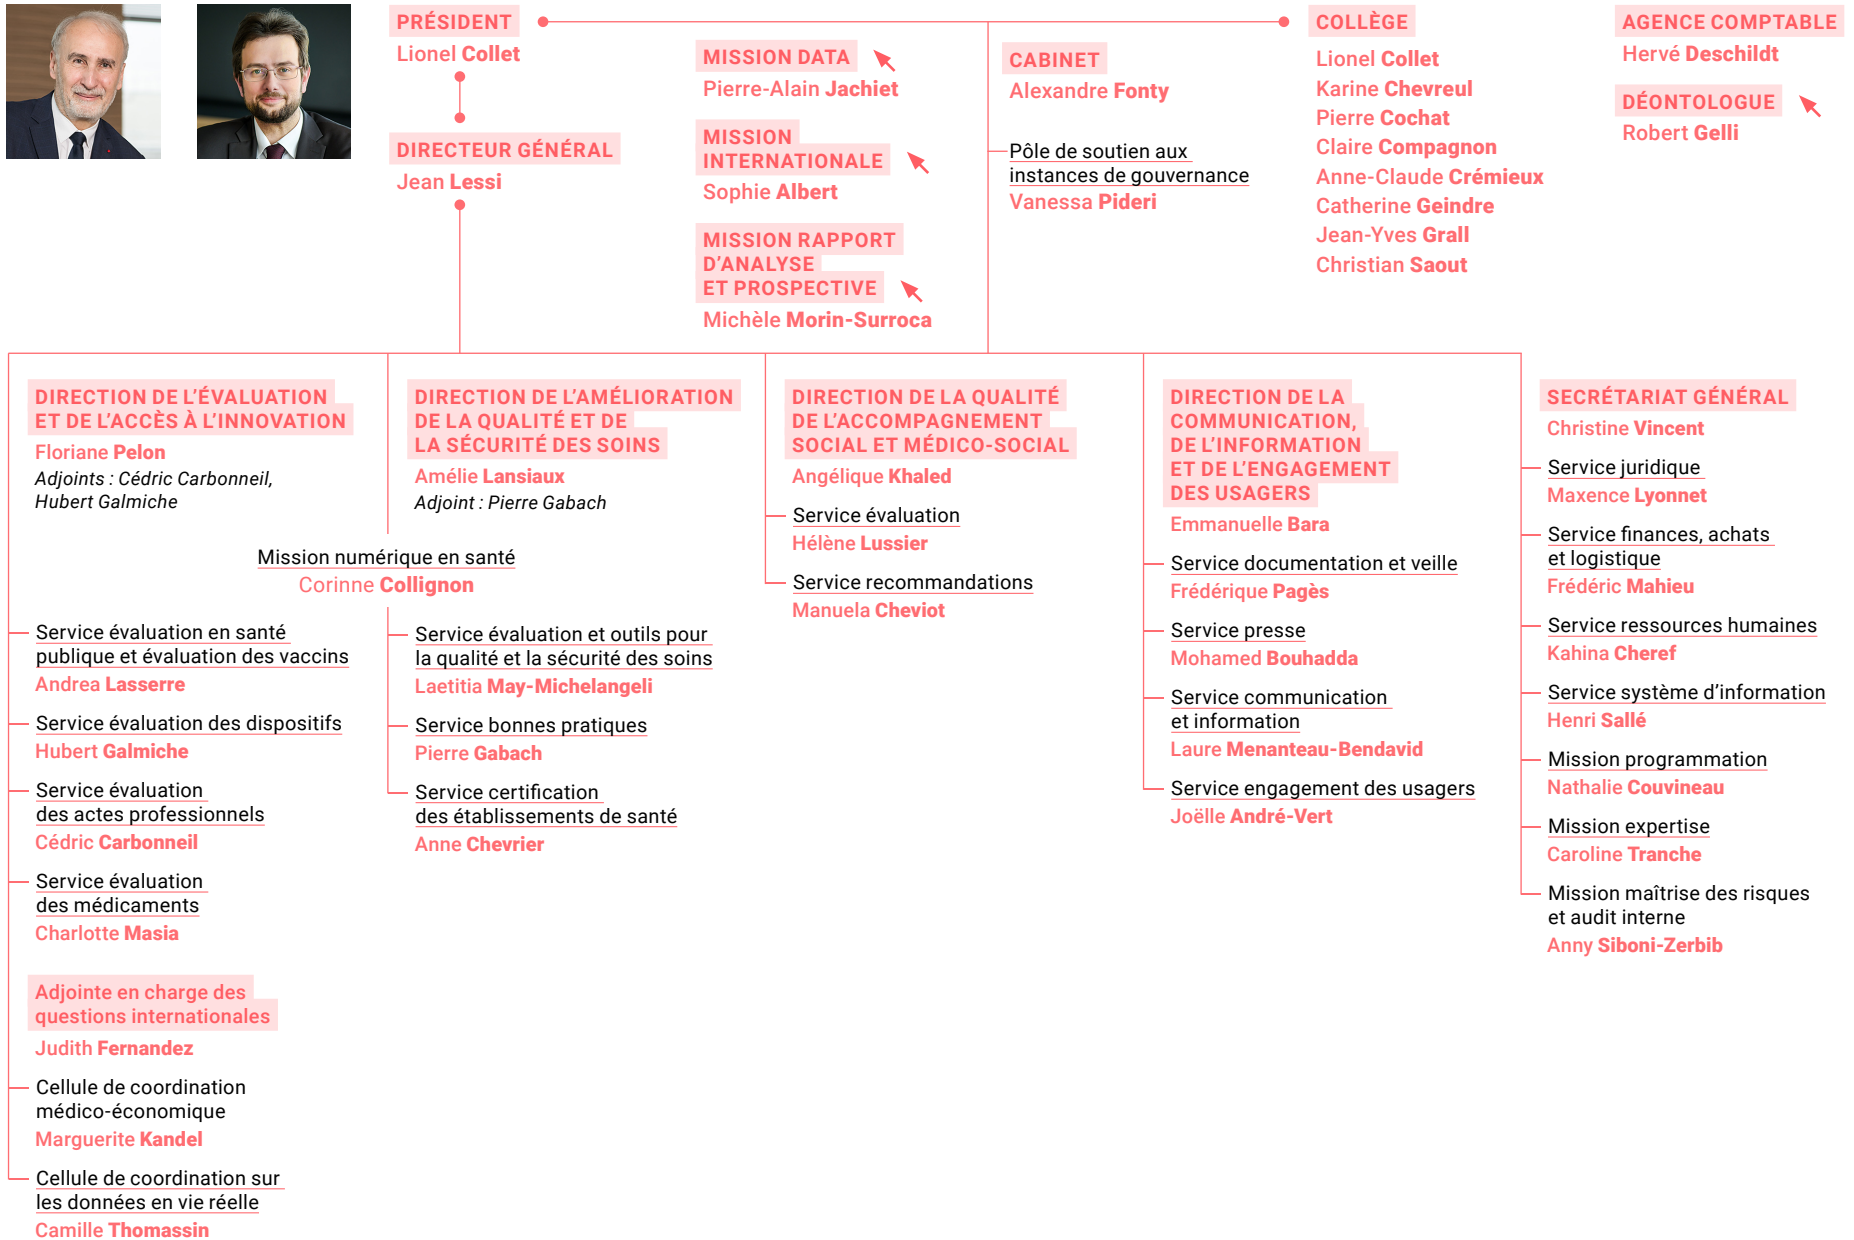 PRÉSIDENT
Lionel Collet
DIRECTEUR GÉNÉRAL
Jean Lessi
MISSION DATA
Pierre-Alain Jachiet
MISSION
INTERNATIONALE
Sophie Albert
MISSION RAPPORT
D’ANALYSE
ET PROSPECTIVE
Michèle Morin-Surroca
CABINET
Alexandre Fonty
Pôle de soutien aux
instances de gouvernance
Vanessa Pideri
COLLÈGE
Lionel Collet
Karine Chevreul
Pierre Cochat
Claire Compagnon
Anne-Claude Crémieux
Catherine Geindre
Jean-Yves Grall
Christian Saout
AGENCE COMPTABLE
Hervé Deschildt
DÉONTOLOGUE
Robert Gelli
DIRECTION DE L’ÉVALUATION
ET DE L’ACCÈS À L’INNOVATION
Floriane Pelon
Adjoints : Cédric Carbonneil,
Hubert Galmiche
DIRECTION DE L’AMÉLIORATION
DE LA QUALITÉ ET DE
LA SÉCURITÉ DES SOINS
Amélie Lansiaux
Adjoint : Pierre Gabach
Mission numérique en santé
Corinne Collignon
Service évaluation en santé
publique et évaluation des vaccins
Andrea Lasserre
Service évaluation des dispositifs
Hubert Galmiche
Service évaluation
des actes professionnels
Cédric Carbonneil
Service évaluation
des médicaments
Charlotte Masia
Adjointe en charge des
questions internationales
Judith Fernandez
Cellule de coordination
médico-économique
Marguerite Kandel
Cellule de coordination sur
les données en vie réelle
Camille Thomassin
Service évaluation et outils pour
la qualité et la sécurité des soins
Laetitia May-Michelangeli
Service bonnes pratiques
Pierre Gabach
Service certification
des établissements de santé
Anne Chevrier
DIRECTION DE LA QUALITÉ
DE L’ACCOMPAGNEMENT
SOCIAL ET MÉDICO-SOCIAL
Angélique Khaled
Service évaluation
Hélène Lussier
Service recommandations
Manuela Cheviot
DIRECTION DE LA
COMMUNICATION,
DE L’INFORMATION
ET DE L’ENGAGEMENT
DES USAGERS
Emmanuelle Bara
Service documentation et veille
Frédérique Pagès
Service presse
Mohamed Bouhadda
Service communication
et information
Laure Menanteau-Bendavid
Service engagement des usagers
Joëlle André-Vert
SECRÉTARIAT GÉNÉRAL
Christine Vincent
Service juridique
Maxence Lyonnet
Service finances, achats
et logistique
Frédéric Mahieu
Service ressources humaines
Kahina Cheref
Service système d’information
Henri Sallé
Mission programmation
Nathalie Couvineau
Mission expertise
Caroline Tranche
Mission maîtrise des risques
et audit interne
Anny Siboni-Zerbib